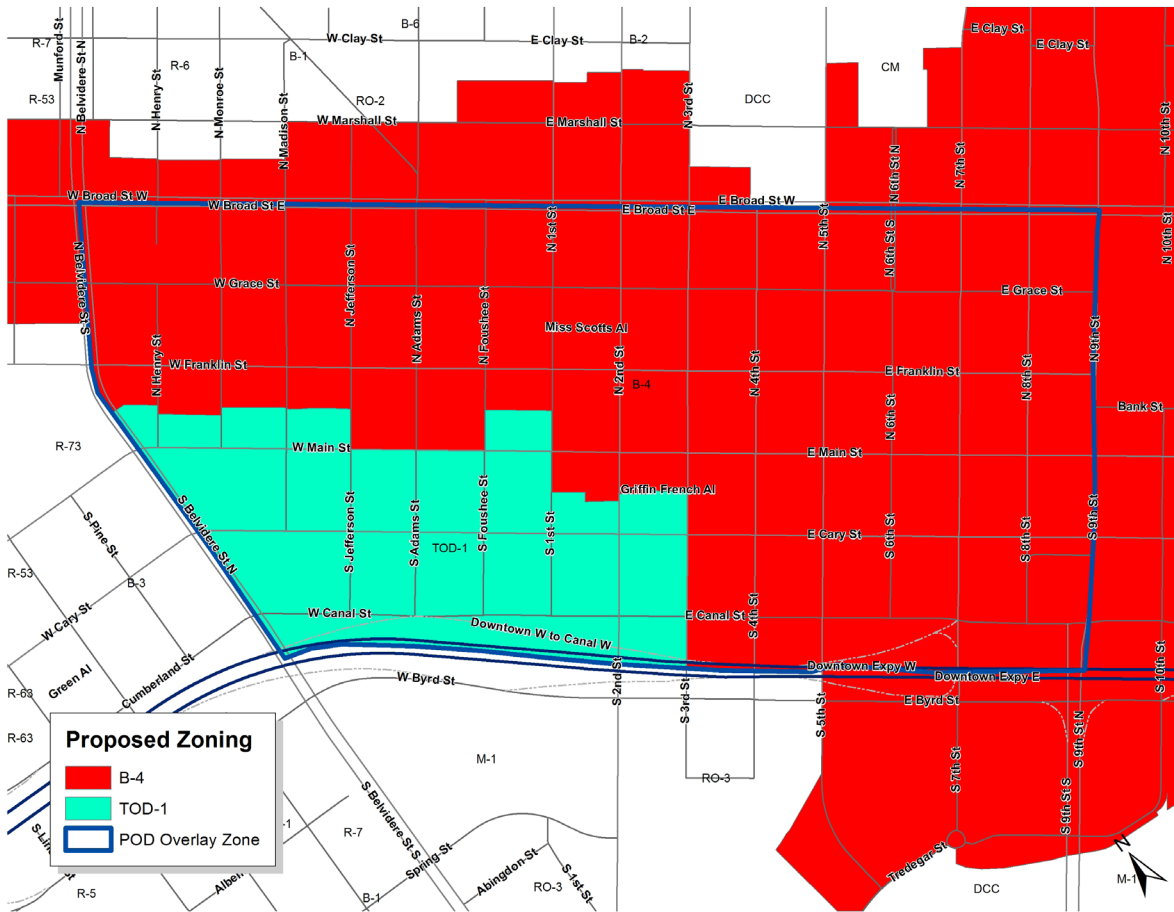 B-6
E Clay St
R-7
Munford St
N Belvidere St N
W Clay St
E Clay St
B-2
E Clay St
B-1
R-6
CM
R-53
N Henry St
N Monroe St
RO-2
DCC
N Madison St
W Marshall St
E Marshall St
N 3rd St
N 6th St N
N 7th St
N 10th St
W Broad St W
W Broad St E
E Broad St E
E Broad St W
N Belvidere St S
N Jefferson St
N 1st St
N 5th St
N 6th St S
N 10th St
W Grace St
E Grace St
N Adams St
N Foushee St
Miss Scotts Al
N 9th St
W Franklin St
N Henry St
N 2nd St
B-4
N 4th St
E Franklin St
N 8th St
Bank St
N 6th St
R-73
W Main St
E Main St
Griffin French Al
S Belvidere St N
S Pine St
S Jefferson St
S Adams St
S Foushee St
S 1st St
TOD-1
E Cary St
S 6th St
S 8th St
S 9th St
R-53
B-3
W Cary St
W Canal St
Downtown W to Canal W
E Canal St
S 4th St
Green Al
Cumberland St
R-63
W Byrd St
S 2nd St
S 3rd St
Downtown Expy W
Downtown Expy E
S 10th St
E Byrd St
S 5th St
R-63
M-1
RO-3
S 7th St
S 9th St N
S 9th St S
Proposed Zoning
B-4
TOD-1
POD Overlay Zone
S Belvidere St S
R-7
Spring St
Abingdon St
S 1st St
Tredegar St
N
R-5
B-1
RO-3
DCC
M-1